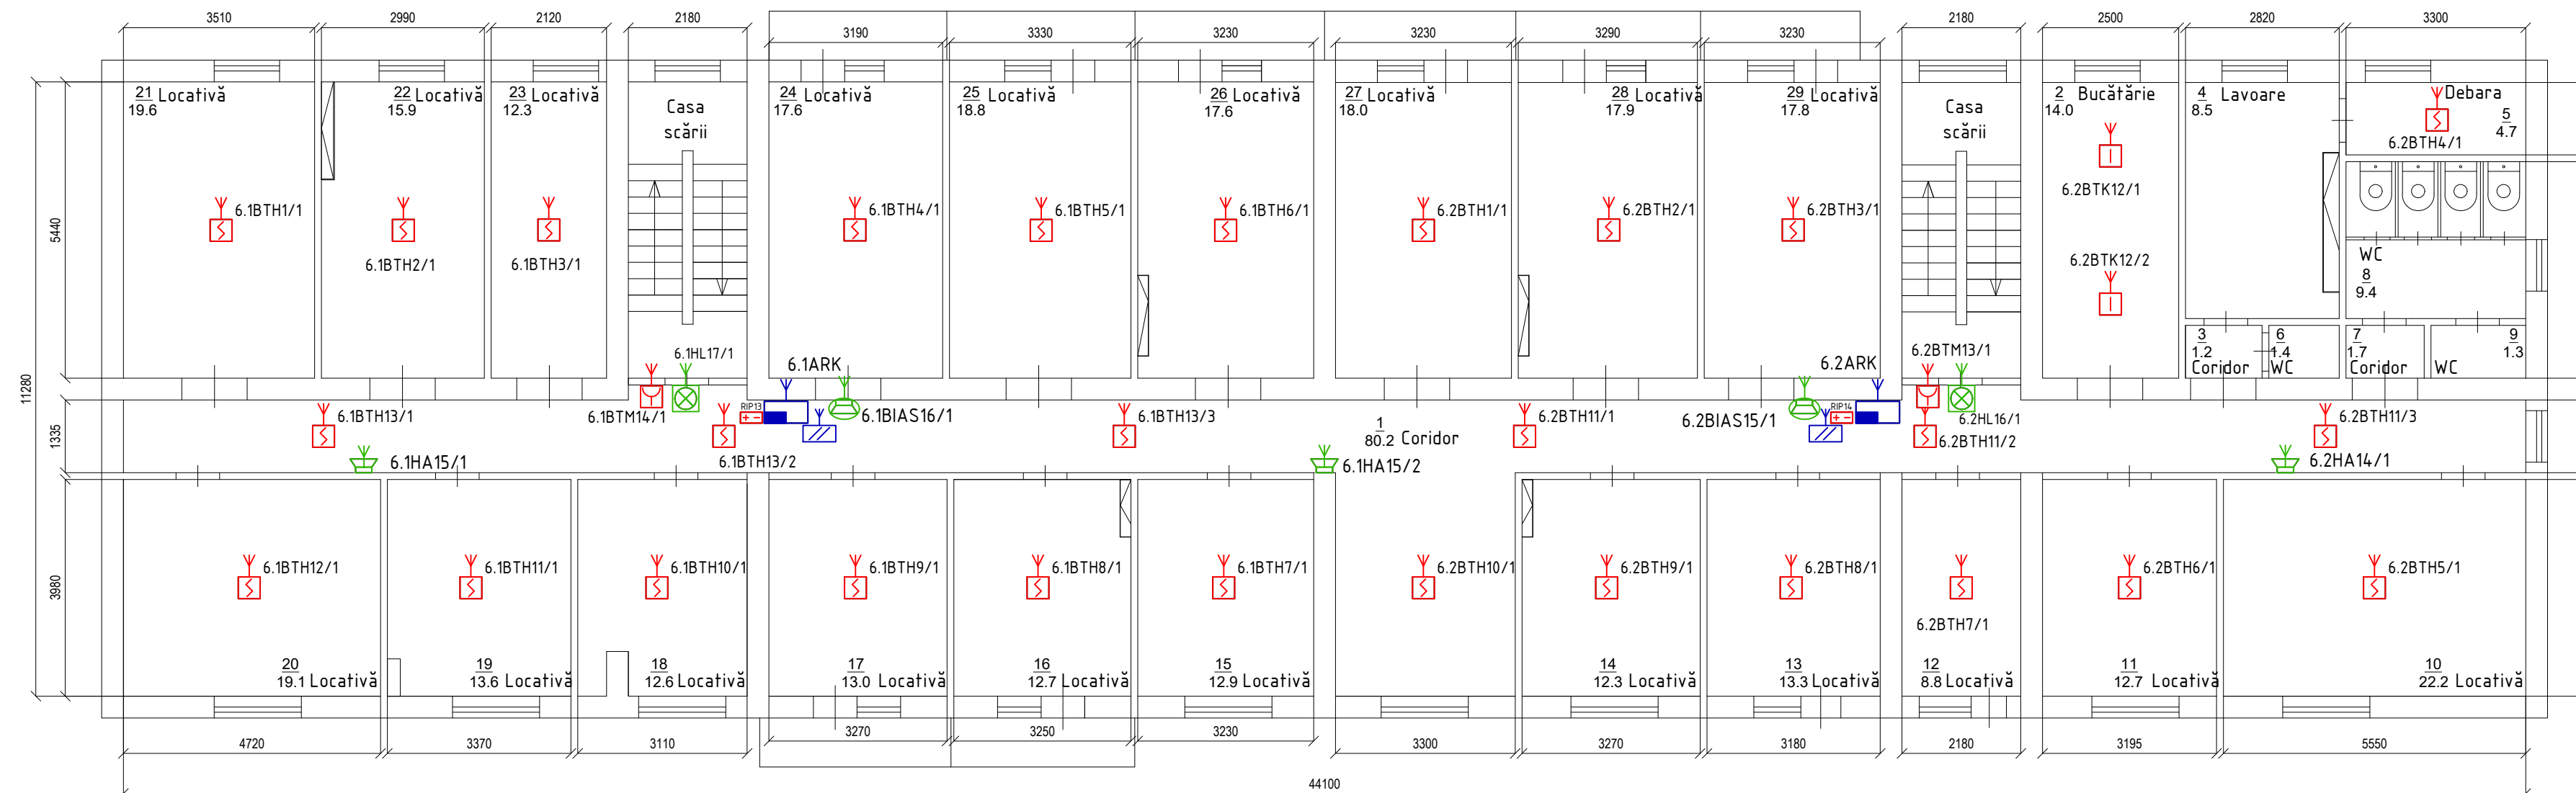 3510
2990
2120
2180
3190
3330
3230
3230
3290
3230
2180
2500
2820
3300
21 Locativă
19.6
22 Locativă
15.9
23 Locativă
12.3
Casa
scării
24 Locativă
17.6
25 Locativă
18.8
26 Locativă
17.6
27 Locativă
18.0
28 Locativă
17.9
29 Locativă
17.8
Casa
scării
2 Bucătărie
14.0
4 Lavoare
8.5
Debara
5
4.7
6.2BTH4/1
6.1BTH1/1
6.1BTH2/1
6.1BTH3/1
6.1BTH4/1
6.1BTH5/1
6.1BTH6/1
6.2BTH1/1
6.2BTH2/1
6.2BTH3/1
6.2BTK12/1
6.2BTK12/2
WC
8
9.4
5440
11280
1335
3980
6.1HL17/1
6.1ARK
6.2ARK
6.2BTM13/1
3
1.2
Coridor
6
1.4
WC
7
1.7
Coridor
9
1.3
WC
6.1BTH13/1
6.1BTM14/1
RIP13
+ -
6.1BIAS16/1
6.1BTH13/3
6.2BTH11/1
6.2BIAS15/1
RIP14
+ -
6.2HL16/1
6.2BTH11/2
6.2BTH11/3
6.1HA15/1
6.1BTH13/2
6.1HA15/2
1
80.2 Coridor
6.2HA14/1
6.1BTH12/1
6.1BTH11/1
6.1BTH10/1
6.1BTH9/1
6.1BTH8/1
6.1BTH7/1
6.2BTH10/1
6.2BTH9/1
6.2BTH8/1
6.2BTH7/1
6.2BTH6/1
6.2BTH5/1
20
19.1 Locativă
19
13.6 Locativă
18
12.6 Locativă
17
13.0 Locativă
16
12.7 Locativă
15
12.9 Locativă
14
12.3 Locativă
13
13.3 Locativă
12
8.8 Locativă
11
12.7 Locativă
10
22.2 Locativă
4720
3370
3110
3270
3250
3230
3300
3270
3180
2180
3195
5550
44100